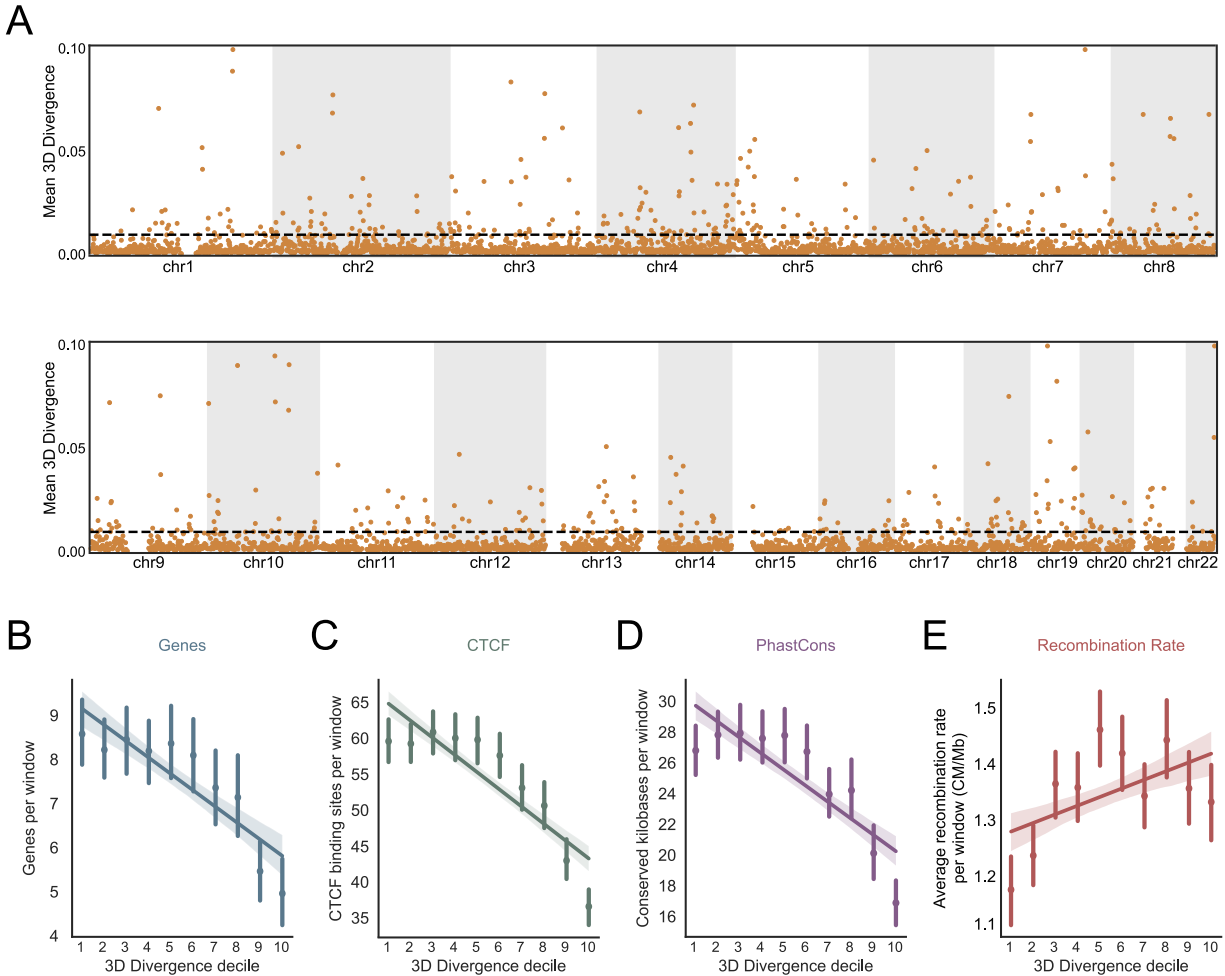 A
Mean 3D Divergence
0.10
0.05
0.00
chr1 chr2 chr3 chr4 chr5 chr6 chr7 chr8
Mean 3D Divergence
0.10
0.05
0.00
chr9 chr10 chr11 chr12 chr13 chr14 chr15 chr16 chr17 chr18 chr19 chr20 chr21 chr22
B
Genes
Genes per window
9
8
7
6
5
4
1 2 3 4 5 6 7 8 9 10
3D Divergence decile
C
CTCF
CTCF binding sites per window
65
60
55
50
45
40
35
1 2 3 4 5 6 7 8 9 10
3D Divergence decile
D
PhastCons
Conserved kilobases per window
30
28
26
24
22
20
18
16
1 2 3 4 5 6 7 8 9 10
3D Divergence decile
E
Recombination Rate
Average recombination rate
per window (CM/Mb)
1.5
1.4
1.3
1.2
1.1
1 2 3 4 5 6 7 8 9 10
3D Divergence decile